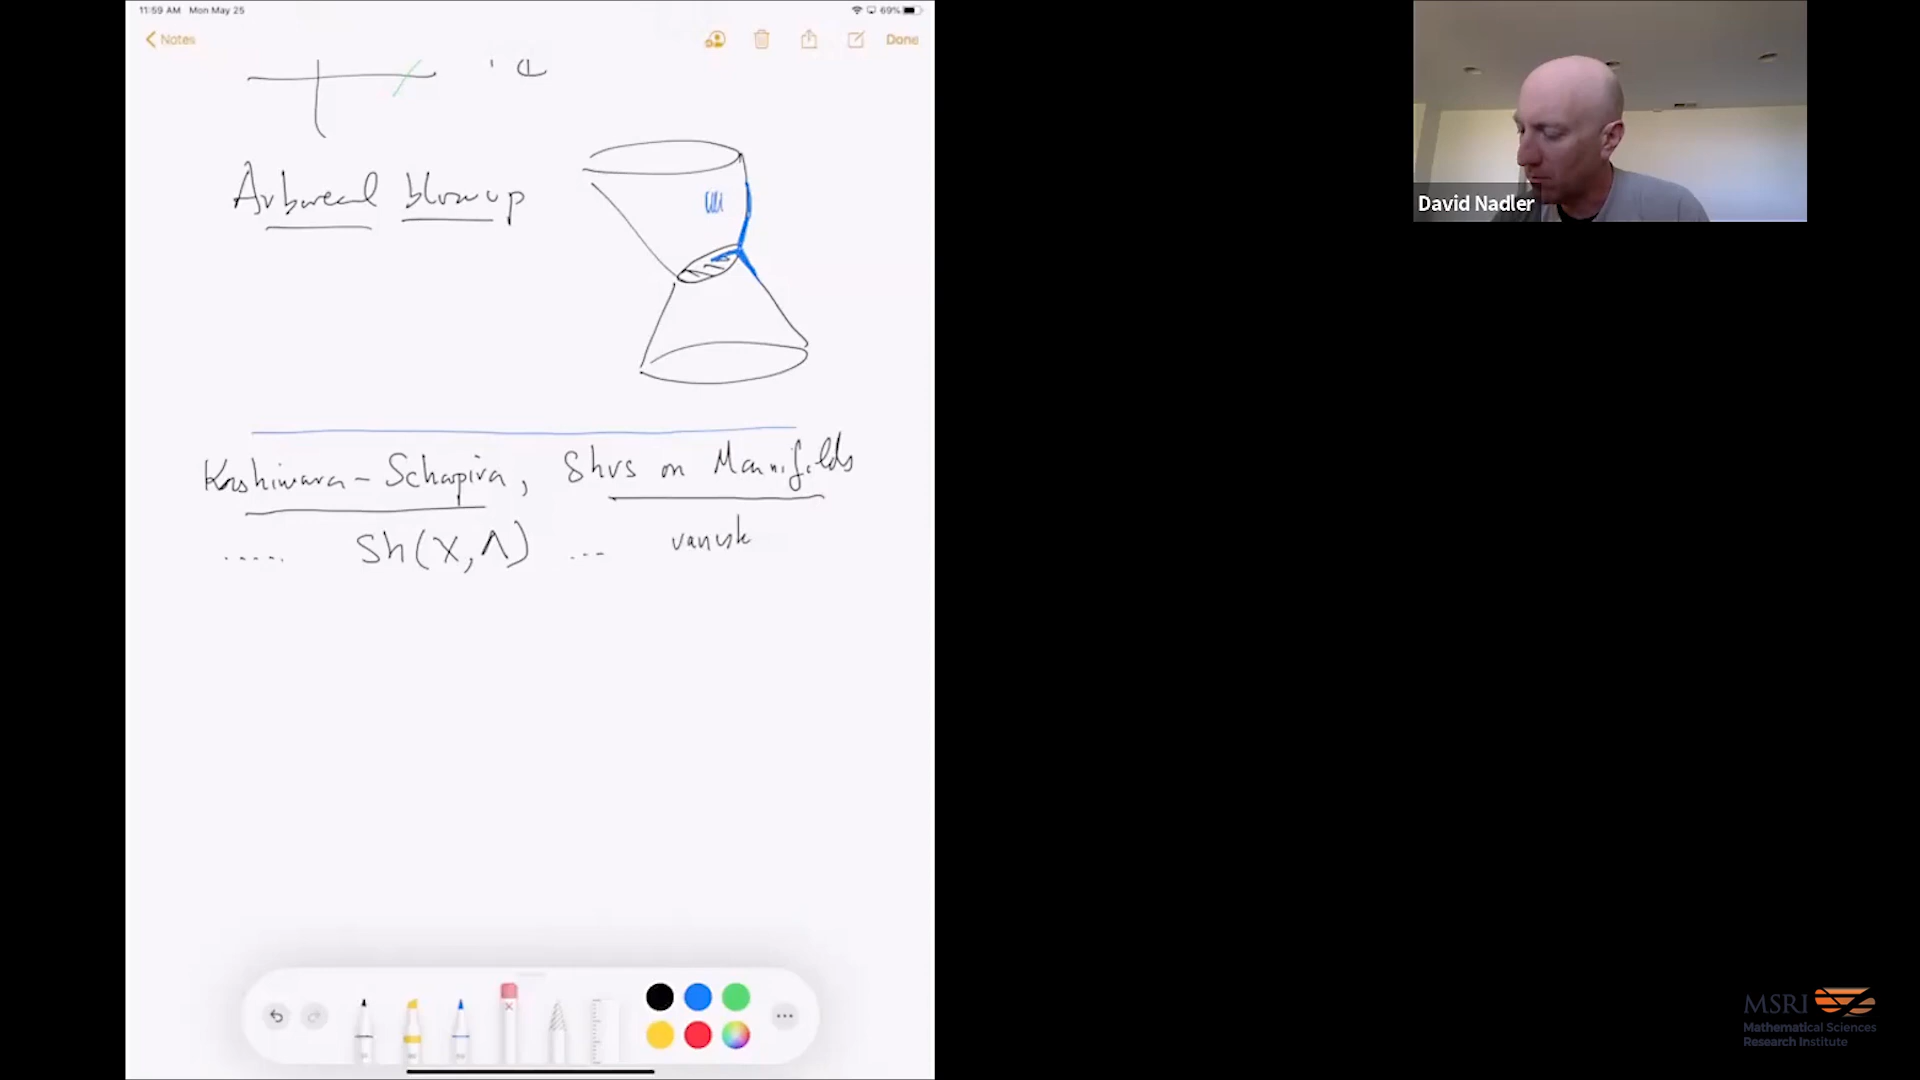 11:59 AM Mon May 25
69%
Notes
Done
Arboreal blowup
Kashiwara - Schapira, Shvs on Manifolds
..... Sh(X, Λ) ... vanish
David Nadler
MSRI
Mathematical Sciences
Research Institute